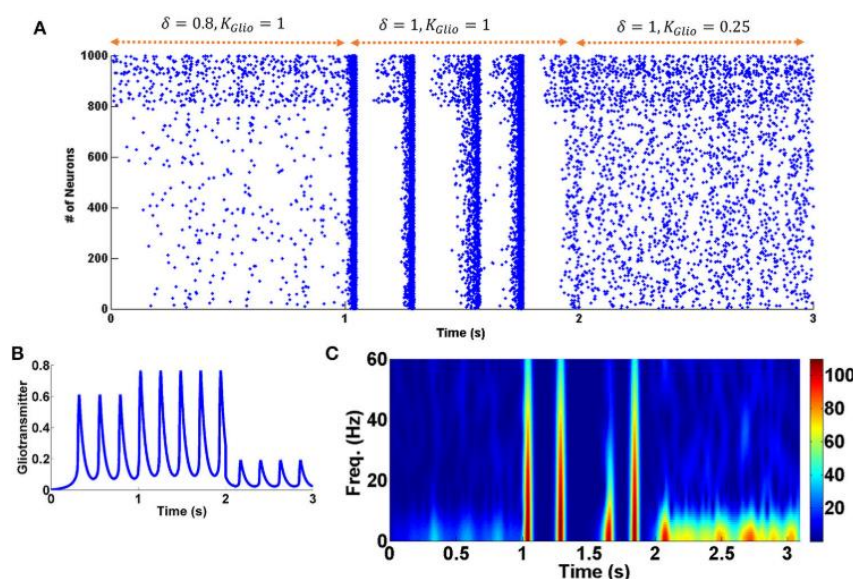 A
δ = 0.8, K_Glio = 1
δ = 1, K_Glio = 1
δ = 1, K_Glio = 0.25
# of Neurons
1000
800
600
400
200
0
0 1 2 3
Time (s)
B
Gliotransmitter
0.8
0.6
0.4
0.2
0
0 1 2 3
Time (s)
C
Freq. (Hz)
60
40
20
0
0 0.5 1 1.5 2 2.5 3
Time (s)
100
80
60
40
20